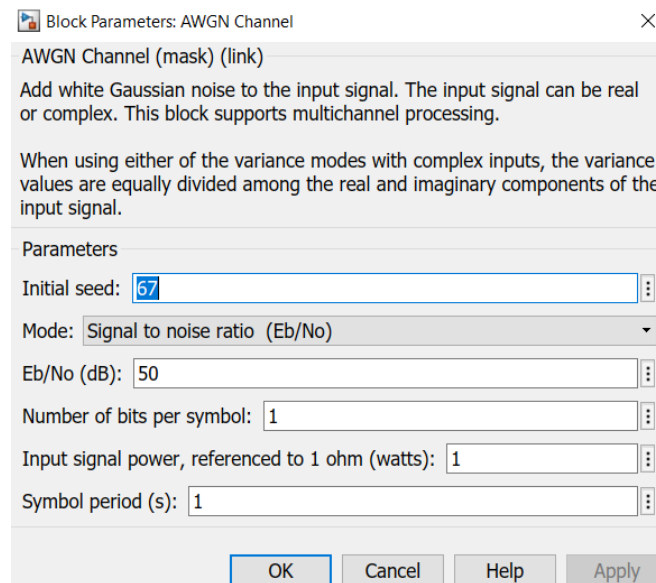 Block Parameters: AWGN Channel
AWGN Channel (mask) (link)
Add white Gaussian noise to the input signal. The input signal can be real
or complex. This block supports multichannel processing.
When using either of the variance modes with complex inputs, the variance
values are equally divided among the real and imaginary components of the
input signal.
Parameters
Initial seed: 67
Mode: Signal to noise ratio (Eb/No)
Eb/No (dB): 50
Number of bits per symbol: 1
Input signal power, referenced to 1 ohm (watts): 1
Symbol period (s): 1
OK Cancel Help Apply